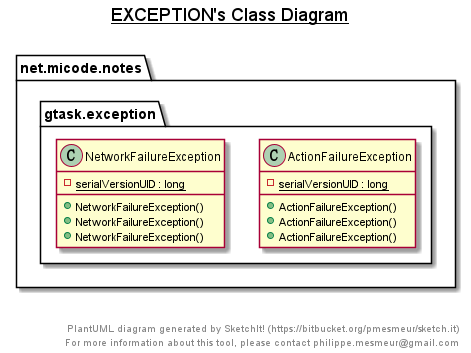 EXCEPTION's Class Diagram
net.micode.notes
gtask.exception
C NetworkFailureException
serialVersionUID : long
NetworkFailureException()
NetworkFailureException()
NetworkFailureException()
C ActionFailureException
serialVersionUID : long
ActionFailureException()
ActionFailureException()
ActionFailureException()
PlantUML diagram generated by SketchIt! (https://bitbucket.org/pmesmeur/sketch.it)
For more information about this tool, please contact philippe.mesmeur@gmail.com